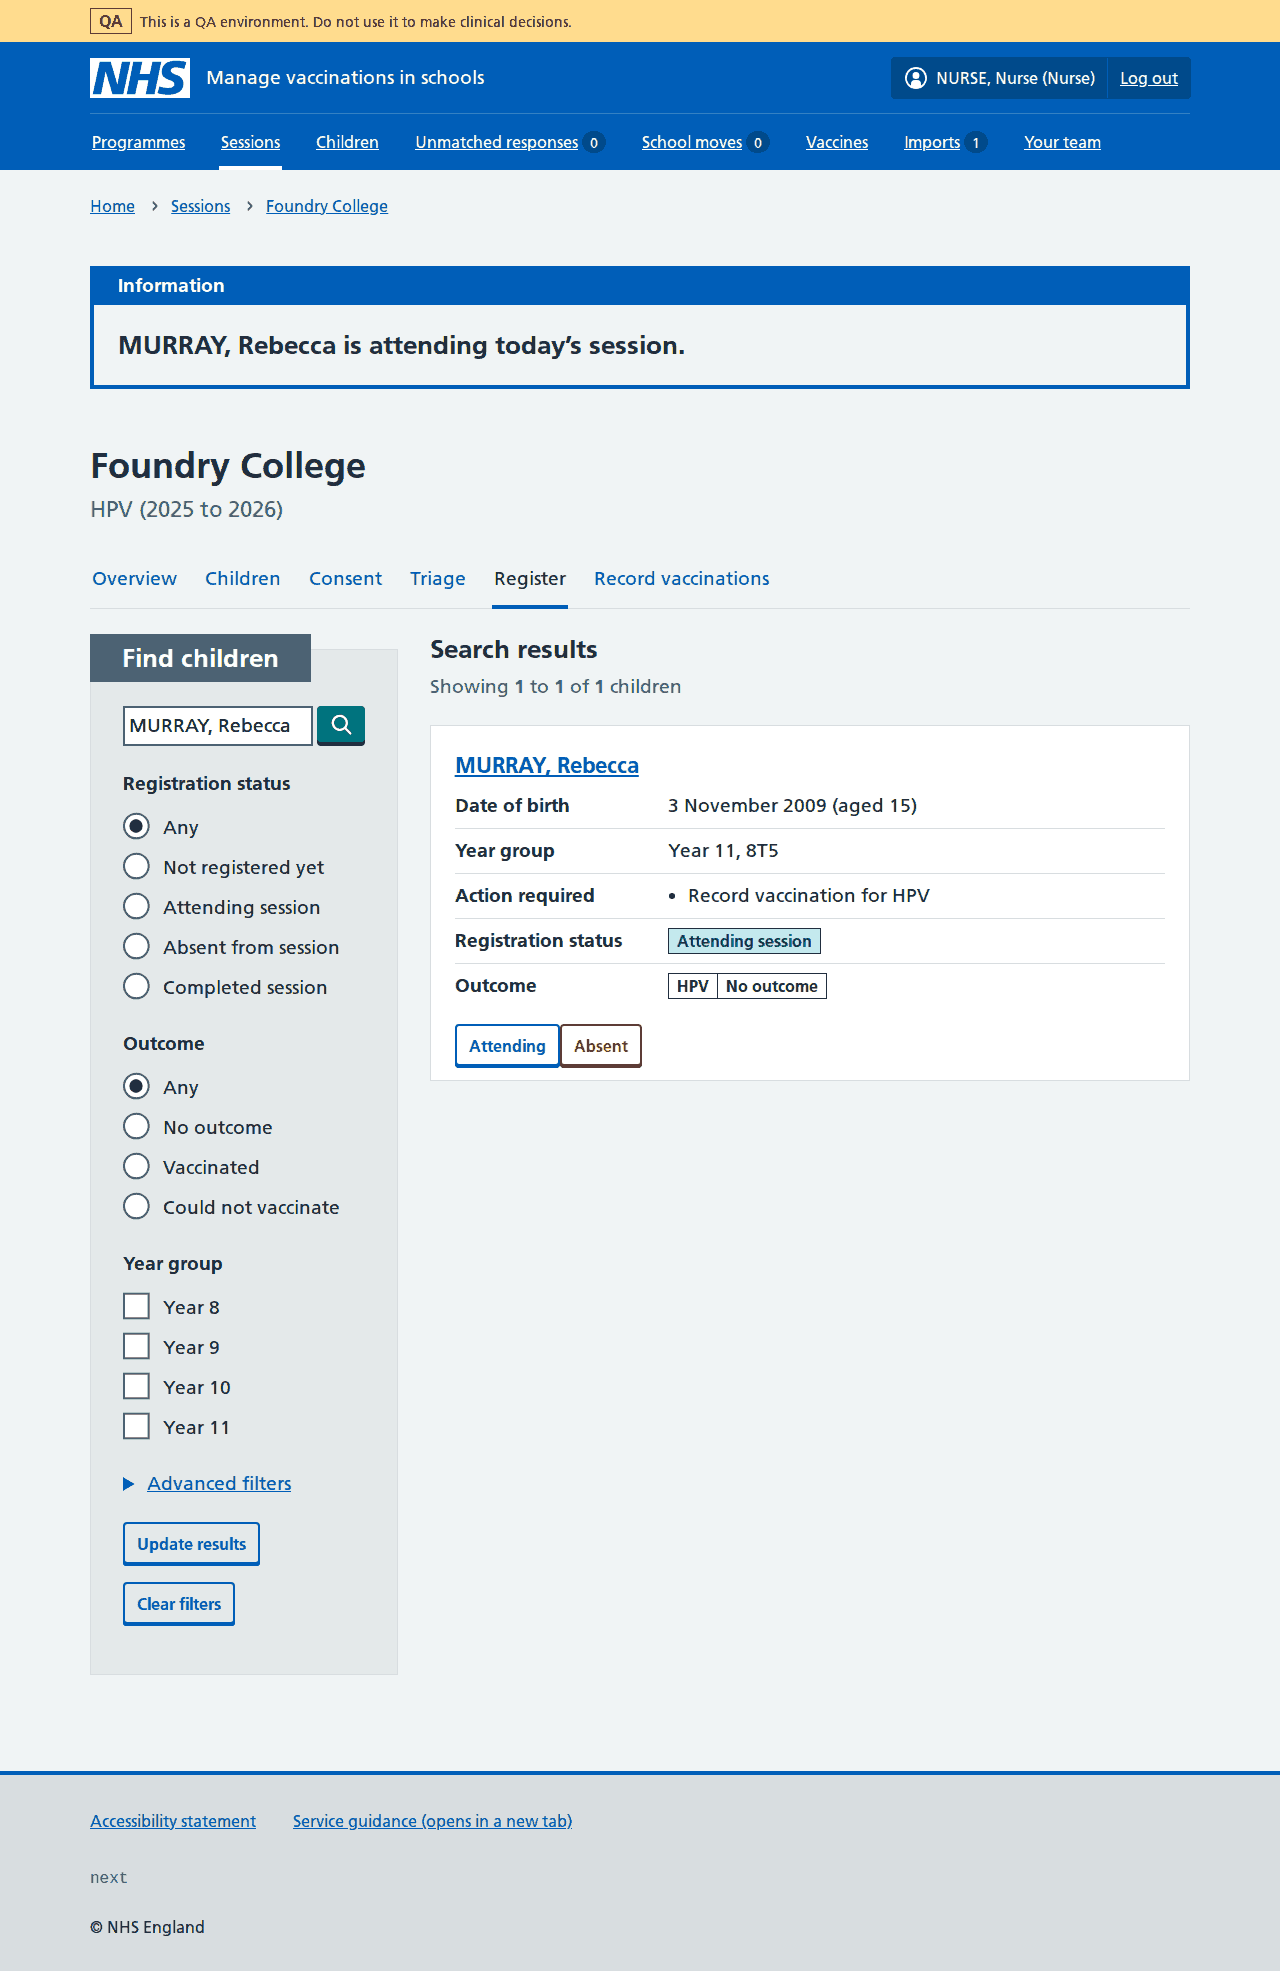 QA This is a QA environment. Do not use it to make clinical decisions.
NHS Manage vaccinations in schools NURSE, Nurse (Nurse) Log out
Programmes Sessions Children Unmatched responses 0 School moves 0 Vaccines Imports 1 Your team
Home Sessions Foundry College
Information
MURRAY, Rebecca is attending today’s session.
Foundry College
HPV (2025 to 2026)
Overview Children Consent Triage Register Record vaccinations
Find children
MURRAY, Rebecca
Registration status
Any
Not registered yet
Attending session
Absent from session
Completed session
Outcome
Any
No outcome
Vaccinated
Could not vaccinate
Year group
Year 8
Year 9
Year 10
Year 11
Advanced filters
Update results
Clear filters
Search results
Showing 1 to 1 of 1 children
MURRAY, Rebecca
Date of birth 3 November 2009 (aged 15)
Year group Year 11, 8T5
Action required • Record vaccination for HPV
Registration status Attending session
Outcome HPV No outcome
Attending Absent
Accessibility statement Service guidance (opens in a new tab)
next
© NHS England